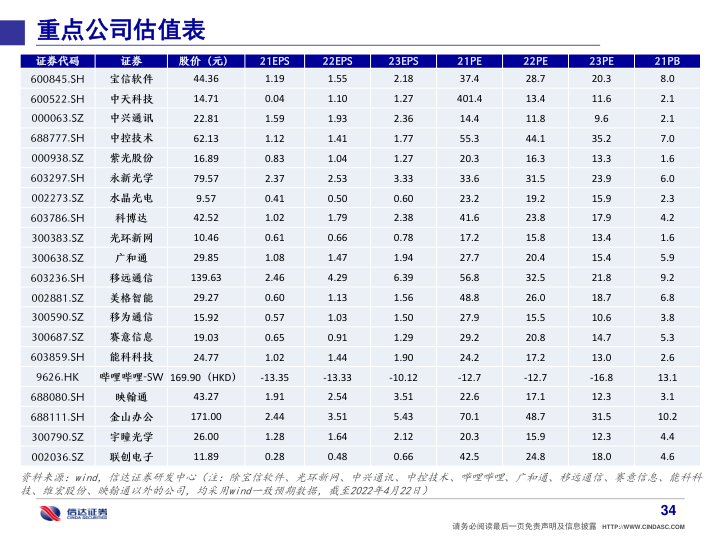 重点公司估值表
证券代码 证券 股价（元） 21EPS 22EPS 23EPS 21PE 22PE 23PE 21PB
600845.SH 宝信软件 44.36 1.19 1.55 2.18 37.4 28.7 20.3 8.0
600522.SH 中天科技 14.71 0.04 1.10 1.27 401.4 13.4 11.6 2.1
000063.SZ 中兴通讯 22.81 1.59 1.93 2.36 14.4 11.8 9.6 2.1
688777.SH 中控技术 62.13 1.12 1.41 1.77 55.3 44.1 35.2 7.0
000938.SZ 紫光股份 16.89 0.83 1.04 1.27 20.3 16.3 13.3 1.6
603297.SH 永新光学 79.57 2.37 2.53 3.33 33.6 31.5 23.9 6.0
002273.SZ 水晶光电 9.57 0.41 0.50 0.60 23.2 19.2 15.9 2.3
603786.SH 科博达 42.52 1.02 1.79 2.38 41.6 23.8 17.9 4.2
300383.SZ 光环新网 10.46 0.61 0.66 0.78 17.2 15.8 13.4 1.6
300638.SZ 广和通 29.85 1.08 1.47 1.94 27.7 20.4 15.4 5.9
603236.SH 移远通信 139.63 2.46 4.29 6.39 56.8 32.5 21.8 9.2
002881.SZ 美格智能 29.27 0.60 1.13 1.56 48.8 26.0 18.7 6.8
300590.SZ 移为通信 15.92 0.57 1.03 1.50 27.9 15.5 10.6 3.8
300687.SZ 赛意信息 19.03 0.65 0.91 1.29 29.2 20.8 14.7 5.3
603859.SH 能科科技 24.77 1.02 1.44 1.90 24.2 17.2 13.0 2.6
9626.HK 哔哩哔哩-SW 169.90（HKD） -13.35 -13.33 -10.12 -12.7 -12.7 -16.8 13.1
688080.SH 映翰通 43.27 1.91 2.54 3.51 22.6 17.1 12.3 3.1
688111.SH 金山办公 171.00 2.44 3.51 5.43 70.1 48.7 31.5 10.2
300790.SZ 宇瞳光学 26.00 1.28 1.64 2.12 20.3 15.9 12.3 4.4
002036.SZ 联创电子 11.89 0.28 0.48 0.66 42.5 24.8 18.0 4.6
资料来源：wind，信达证券研发中心（注：除宝信软件、光环新网、中兴通讯、中控技术、哔哩哔哩、广和通、移远通信、赛意信息、能科科
技、维宏股份、映翰通以外的公司，均采用wind一致预期数据，截至2022年4月22日）
信达证券
CINDA SECURITIES
34
请务必阅读最后一页免责声明及信息披露 HTTP://WWW.CINDASC.COM